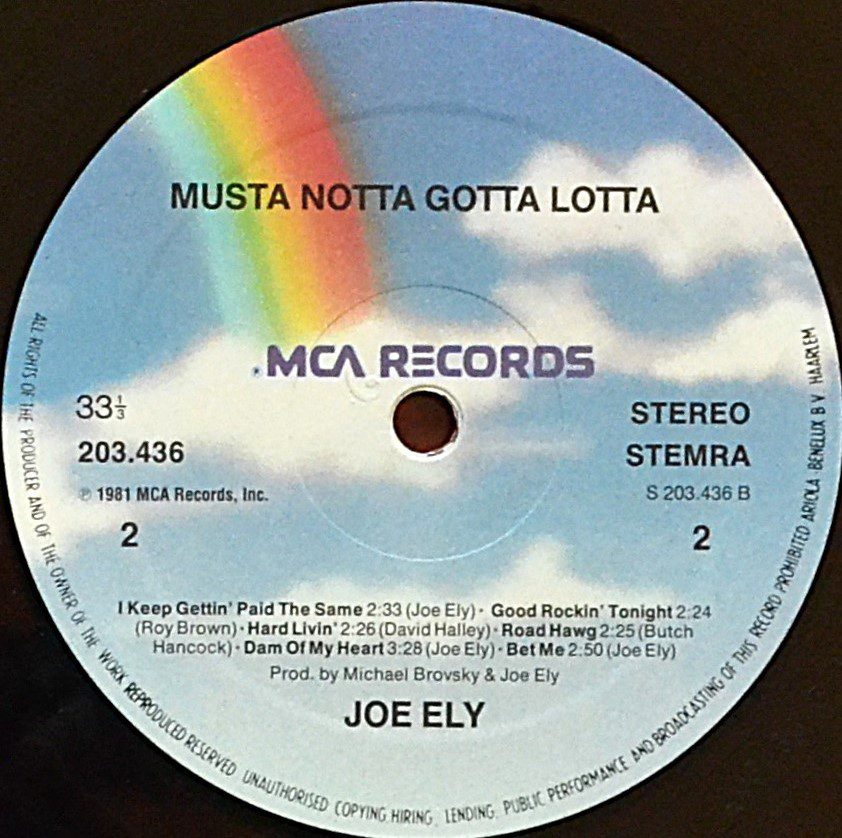 MUSTA NOTTA GOTTA LOTTA
MCA RECORDS
33⅓
203.436
℗ 1981 MCA Records, Inc.
2
STEREO
STEMRA
S 203.436 B
2
I Keep Gettin' Paid The Same 2:33 (Joe Ely) · Good Rockin' Tonight 2:24
(Roy Brown) · Hard Livin' 2:26 (David Halley) · Road Hawg 2:25 (Butch
Hancock) · Dam Of My Heart 3:28 (Joe Ely) · Bet Me 2:50 (Joe Ely)
Prod. by Michael Brovsky & Joe Ely
JOE ELY
ALL RIGHTS OF THE PRODUCER AND OF THE OWNER OF THE WORK REPRODUCED RESERVED UNAUTHORISED COPYING HIRING, LENDING, PUBLIC PERFORMANCE AND BROADCASTING OF THIS RECORD PROHIBITED ARIOLA BENELUX B V HAARLEM